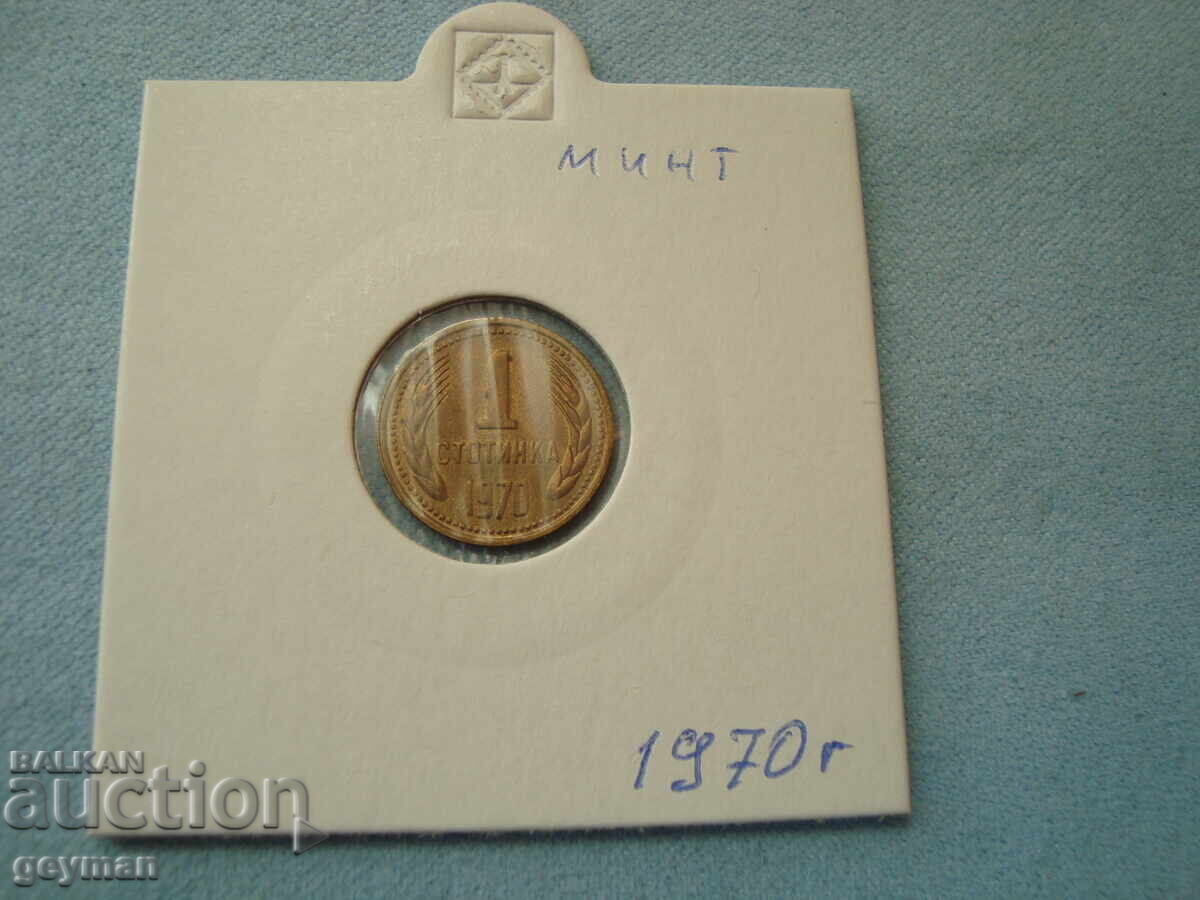 минт
1
СТОТИНКА
1970
1970г
BALKAN
auction
geyman